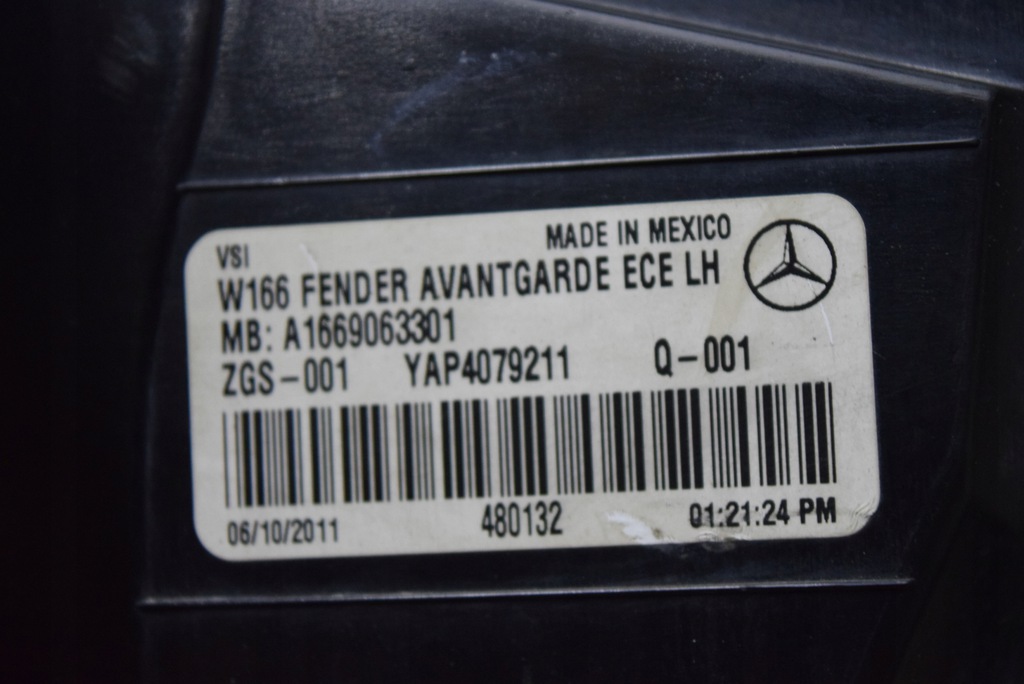 VSI MADE IN MEXICO
W166 FENDER AVANTGARDE ECE LH
MB: A1669063301
ZGS-001 YAP4079211 Q-001
06/10/2011 480132 01:21:24 PM